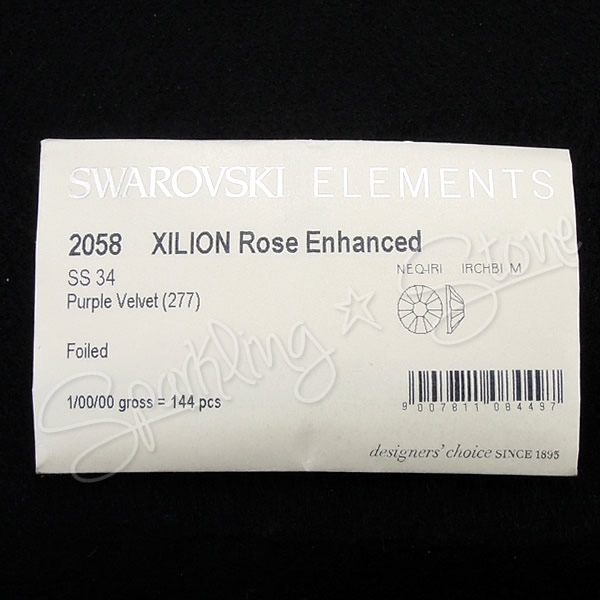 SWAROVSKI ELEMENTS
2058 XILION Rose Enhanced
SS 34
NEQ-IRI IRCHBI M
Purple Velvet (277)
Foiled
1/00/00 gross = 144 pcs
9 007811 084497
designers' choice SINCE 1895
Sparkling ☆ Stone